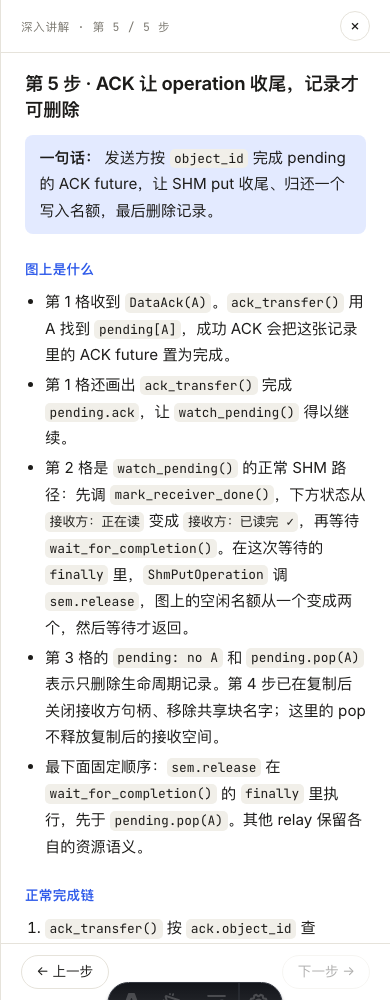 深入讲解 · 第 5 / 5 步
×
第 5 步 · ACK 让 operation 收尾，记录才
可删除
一句话： 发送方按 object_id 完成 pending
的 ACK future，让 SHM put 收尾、归还一个
写入名额，最后删除记录。
图上是什么
• 第 1 格收到 DataAck(A) 。 ack_transfer() 用
A 找到 pending[A] ，成功 ACK 会把这张记录
里的 ACK future 置为完成。
• 第 1 格还画出 ack_transfer() 完成
pending.ack ，让 watch_pending() 得以继
续。
• 第 2 格是 watch_pending() 的正常 SHM 路
径：先调 mark_receiver_done() ，下方状态从
接收方：正在读 变成 接收方：已读完 ✓ ，再等待
wait_for_completion() 。在这次等待的
finally 里， ShmPutOperation 调
sem.release ，图上的空闲名额从一个变成两
个，然后等待才返回。
• 第 3 格的 pending: no A 和 pending.pop(A)
表示只删除生命周期记录。第 4 步已在复制后
关闭接收方句柄、移除共享块名字；这里的 pop
不释放复制后的接收空间。
• 最下面固定顺序： sem.release 在
wait_for_completion() 的 finally 里执
行，先于 pending.pop(A) 。其他 relay 保留各
自的资源语义。
正常完成链
1. ack_transfer() 按 ack.object_id 查
← 上一步
下一步 →